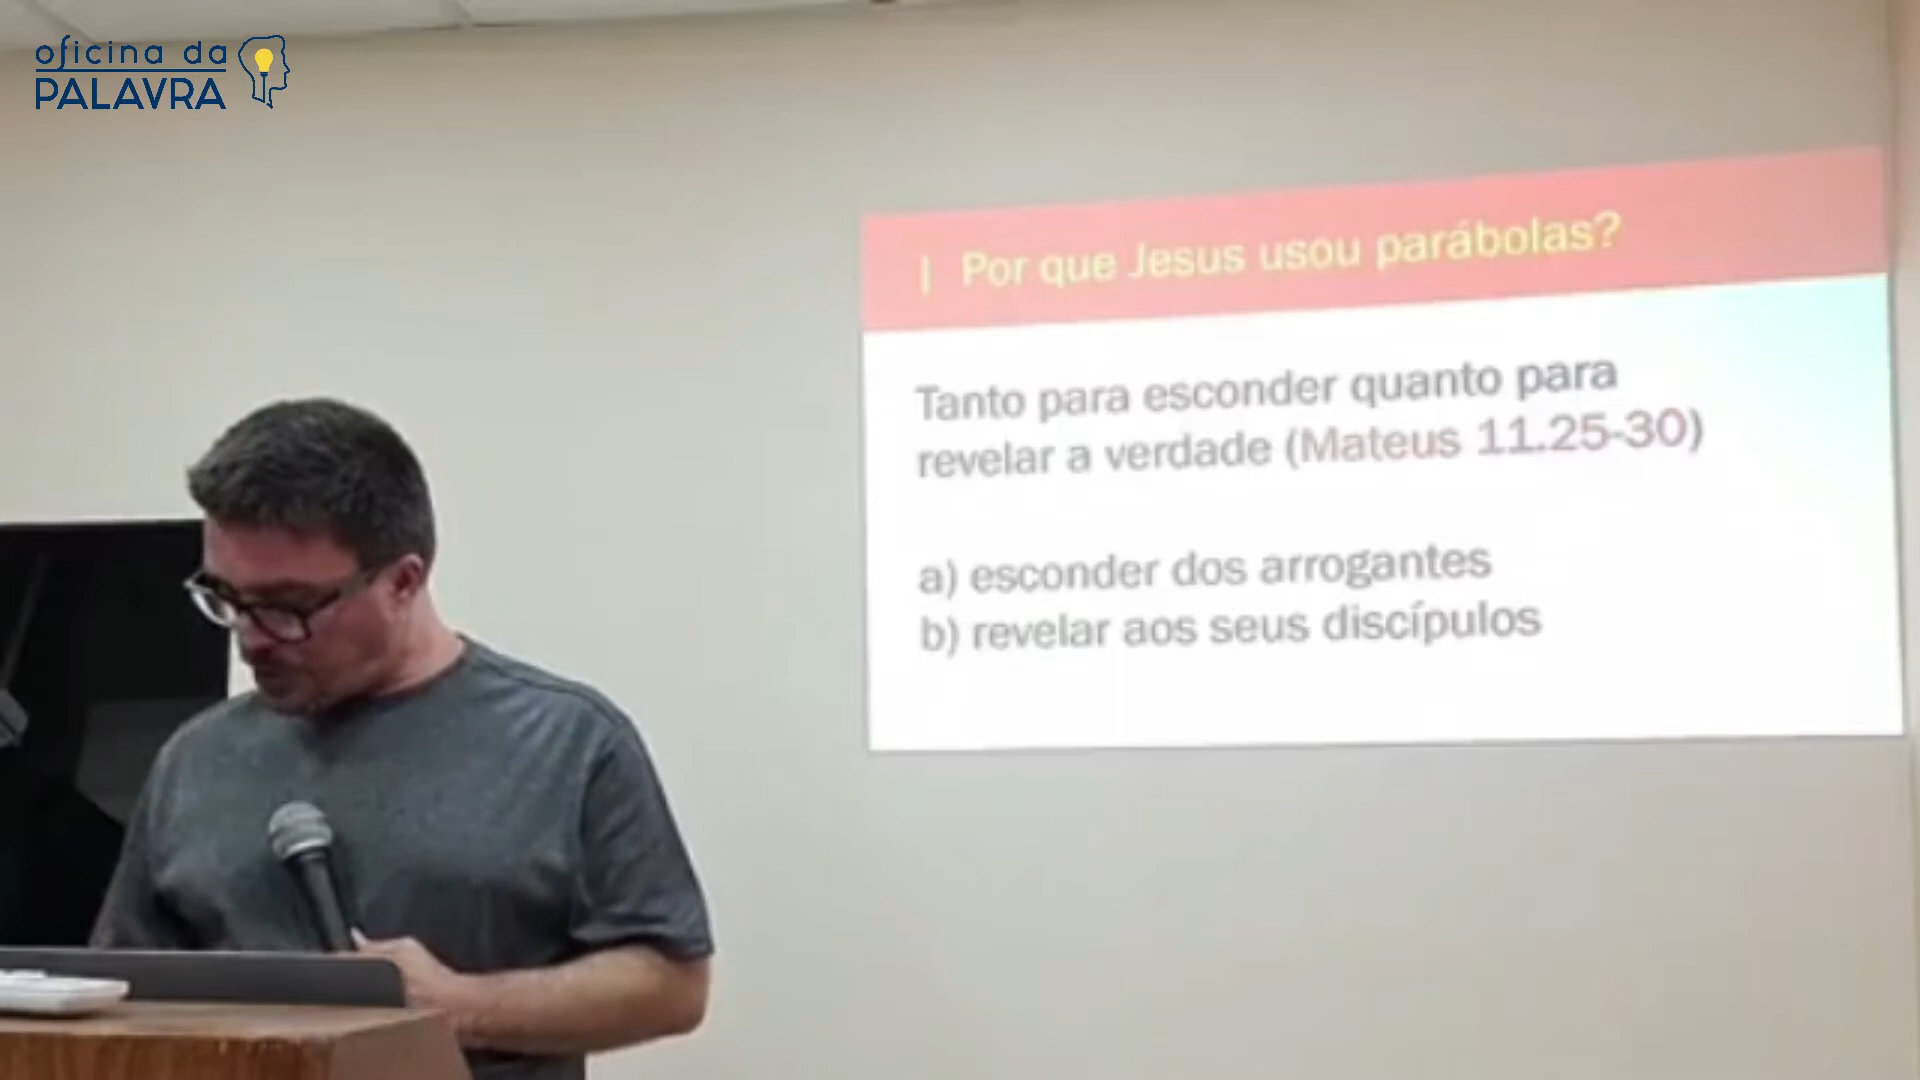 oficina da
PALAVRA
| Por que Jesus usou parábolas?
Tanto para esconder quanto para
revelar a verdade (Mateus 11.25-30)
a) esconder dos arrogantes
b) revelar aos seus discípulos